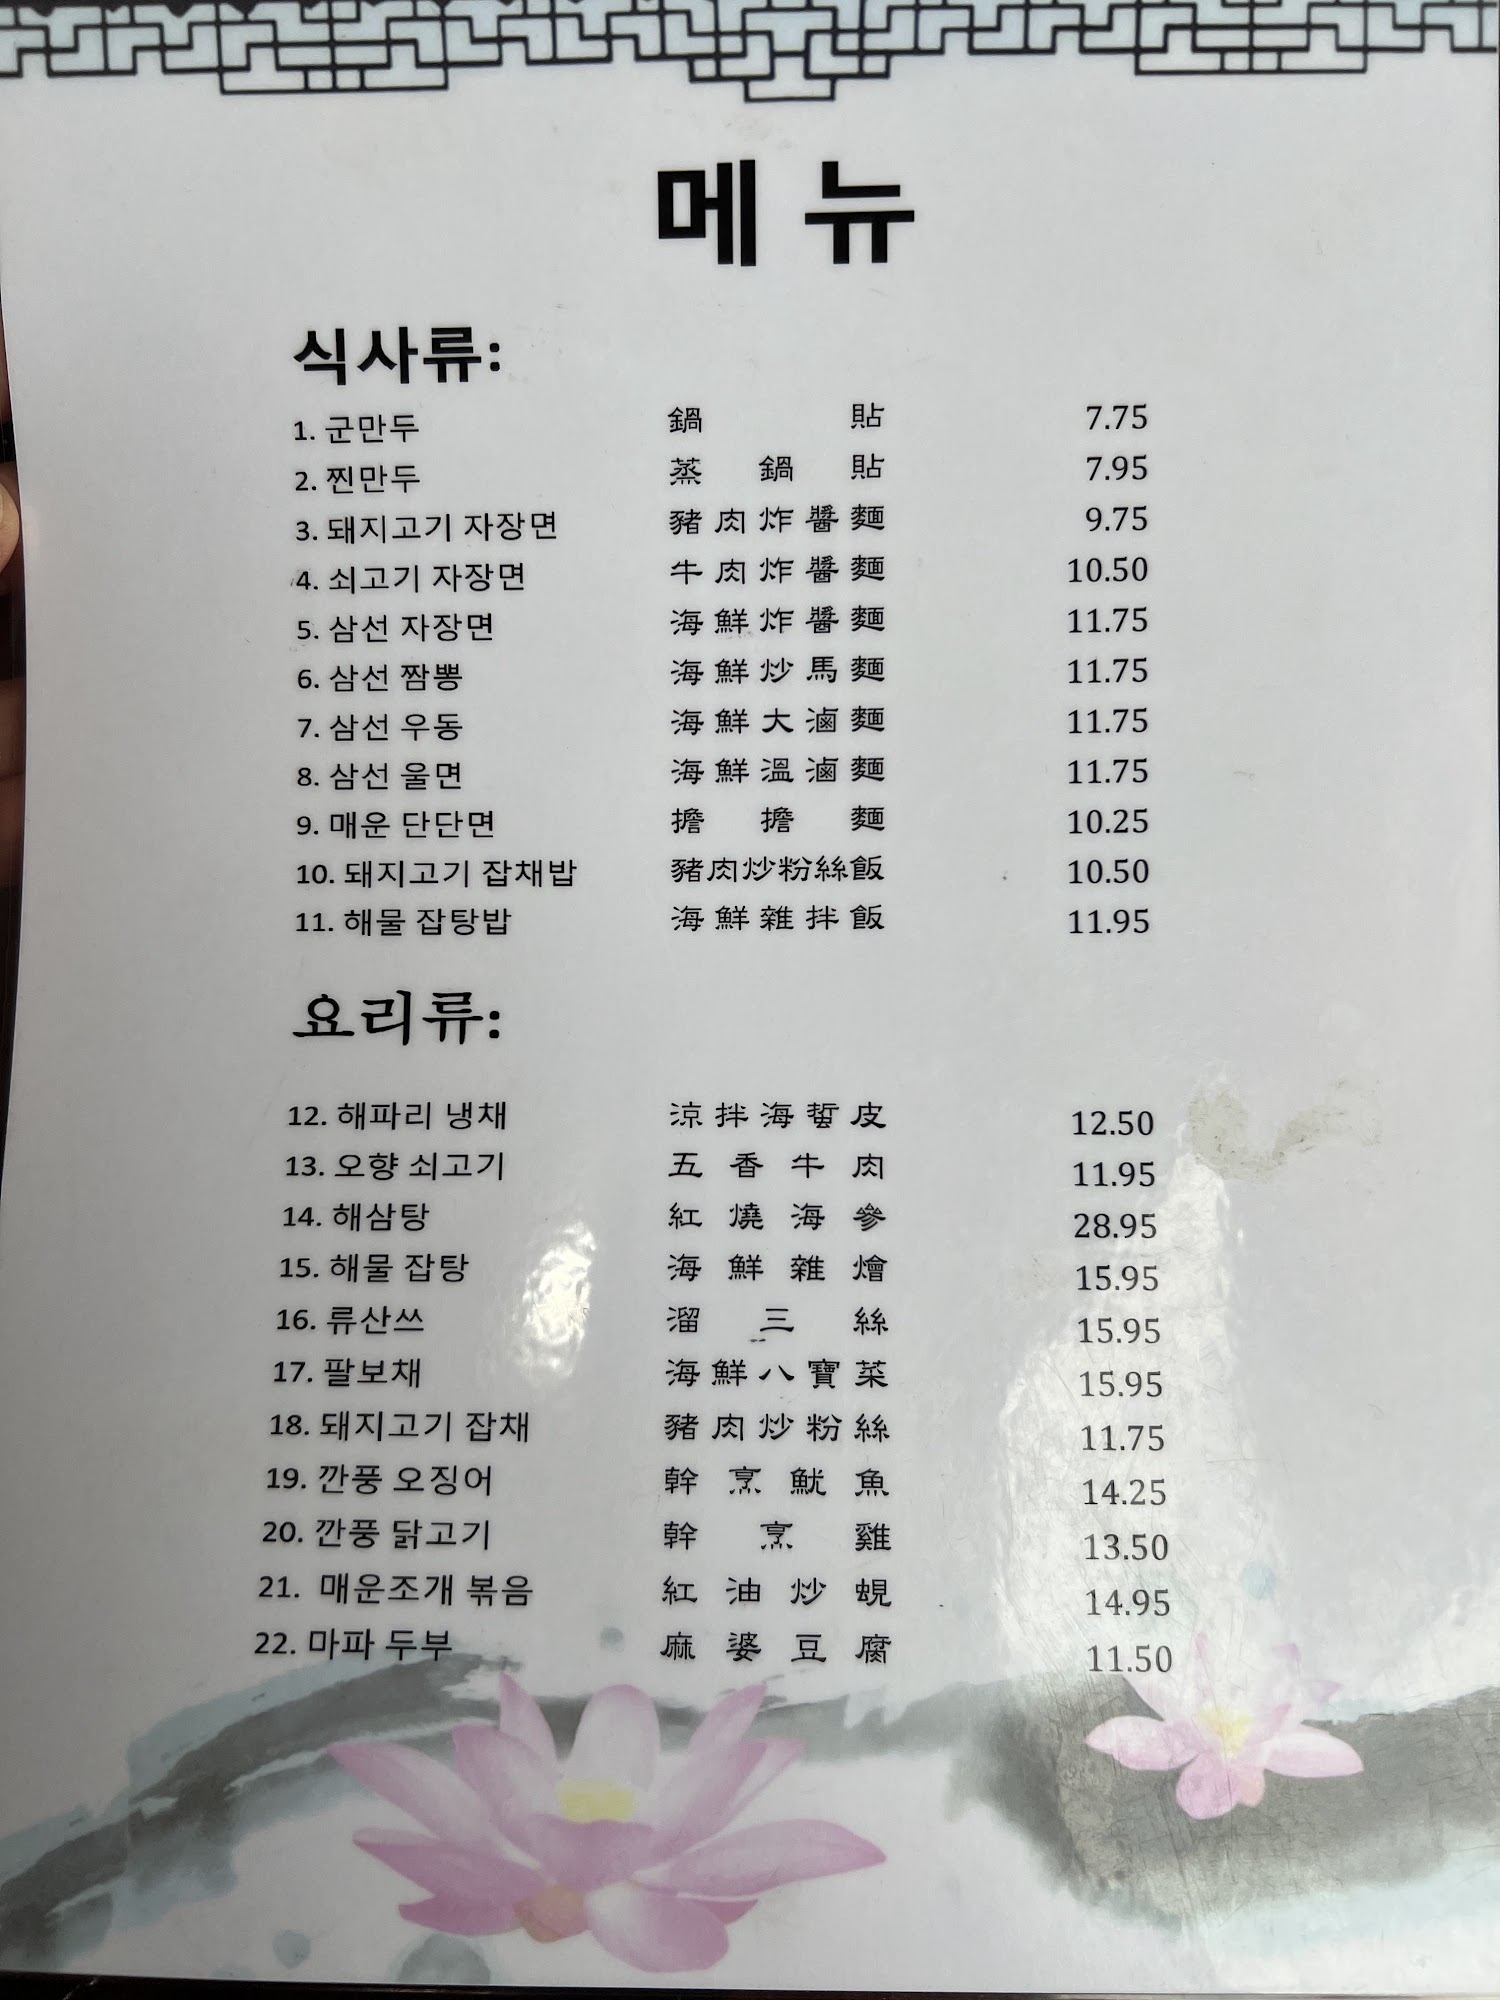 메뉴
식사류:
1. 군만두 鍋貼 7.75
2. 찐만두 蒸鍋貼 7.95
3. 돼지고기 자장면 豬肉炸醬麵 9.75
4. 쇠고기 자장면 牛肉炸醬麵 10.50
5. 삼선 자장면 海鮮炸醬麵 11.75
6. 삼선 짬뽕 海鮮炒馬麵 11.75
7. 삼선 우동 海鮮大滷麵 11.75
8. 삼선 울면 海鮮溫滷麵 11.75
9. 매운 단단면 擔擔麵 10.25
10. 돼지고기 잡채밥 豬肉炒粉絲飯 10.50
11. 해물 잡탕밥 海鮮雜拌飯 11.95
요리류:
12. 해파리 냉채 涼拌海蜇皮 12.50
13. 오향 쇠고기 五香牛肉 11.95
14. 해삼탕 紅燒海參 28.95
15. 해물 잡탕 海鮮雜燴 15.95
16. 류산쓰 溜三絲 15.95
17. 팔보채 海鮮八寶菜 15.95
18. 돼지고기 잡채 豬肉炒粉絲 11.75
19. 깐풍 오징어 幹烹魷魚 14.25
20. 깐풍 닭고기 幹烹雞 13.50
21. 매운조개 볶음 紅油炒蜆 14.95
22. 마파 두부 麻婆豆腐 11.50